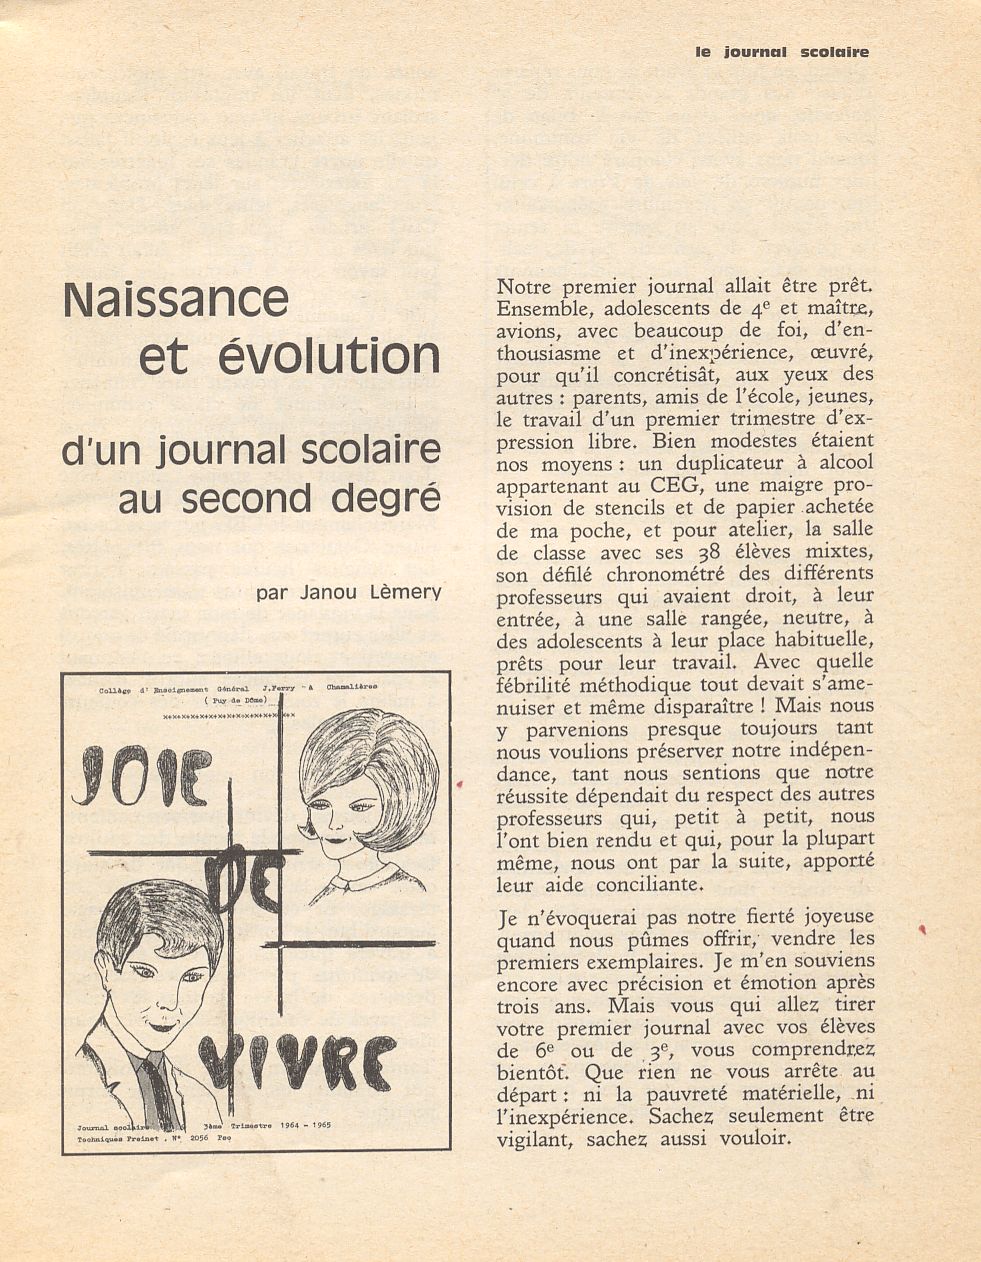 le journal scolaire
Naissance
et évolution
d'un journal scolaire
au second degré
par Janou Lèmery
Collège d'Enseignement Général J.Ferry - à Chamalières
( Puy de Dôme)
JOIE
DE
VIVRE
Journal scolaire 3ème Trimestre 1964 - 1965
Techniques Freinet . N° 2056 Pso
Notre premier journal allait être prêt.
Ensemble, adolescents de 4e et maître,
avions, avec beaucoup de foi, d'en-
thousiasme et d'inexpérience, œuvré,
pour qu'il concrétisât, aux yeux des
autres : parents, amis de l'école, jeunes,
le travail d'un premier trimestre d'ex-
pression libre. Bien modestes étaient
nos moyens : un duplicateur à alcool
appartenant au CEG, une maigre pro-
vision de stencils et de papier achetée
de ma poche, et pour atelier, la salle
de classe avec ses 38 élèves mixtes,
son défilé chronométré des différents
professeurs qui avaient droit, à leur
entrée, à une salle rangée, neutre, à
des adolescents à leur place habituelle,
prêts pour leur travail. Avec quelle
fébrilité méthodique tout devait s'ame-
nuiser et même disparaître ! Mais nous
y parvenions presque toujours tant
nous voulions préserver notre indépen-
dance, tant nous sentions que notre
réussite dépendait du respect des autres
professeurs qui, petit à petit, nous
l'ont bien rendu et qui, pour la plupart
même, nous ont par la suite, apporté
leur aide conciliante.
Je n'évoquerai pas notre fierté joyeuse
quand nous pûmes offrir, vendre les
premiers exemplaires. Je m'en souviens
encore avec précision et émotion après
trois ans. Mais vous qui allez tirer
votre premier journal avec vos élèves
de 6e ou de 3e, vous comprendrez
bientôt. Que rien ne vous arrête au
départ : ni la pauvreté matérielle, ni
l'inexpérience. Sachez seulement être
vigilant, sachez aussi vouloir.